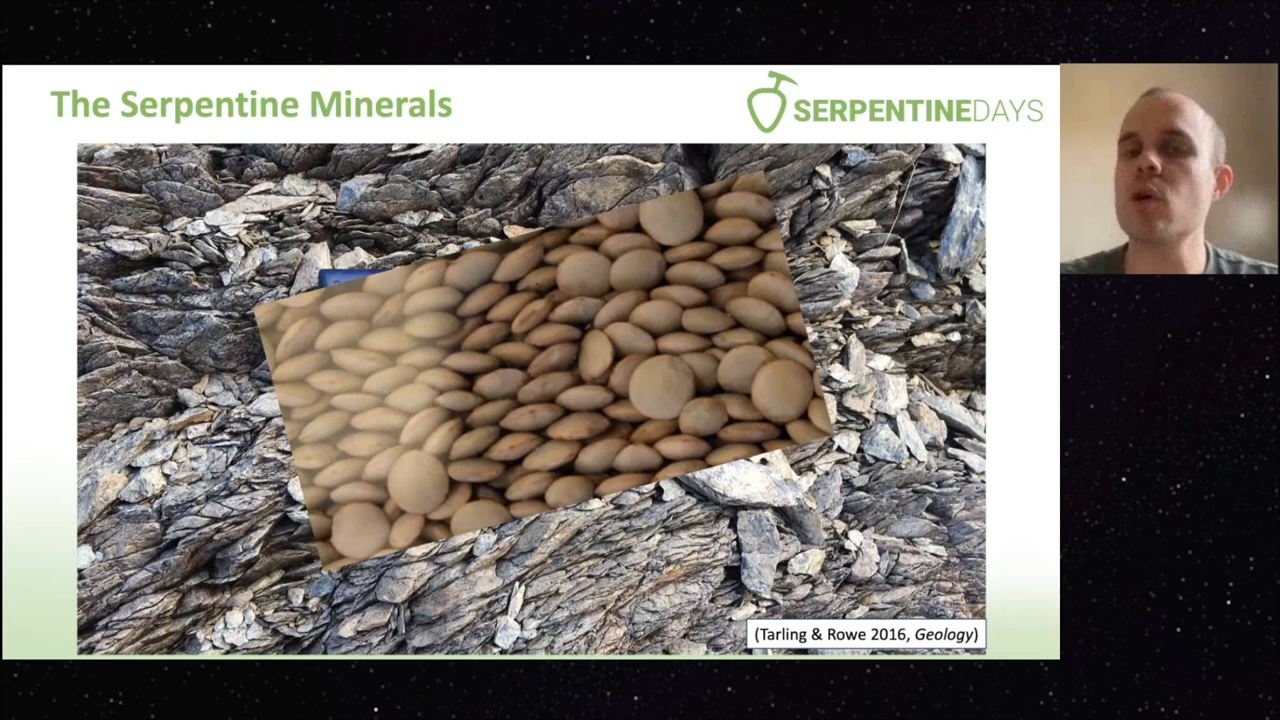 The Serpentine Minerals
SERPENTINEDAYS
(Tarling & Rowe 2016, Geology)